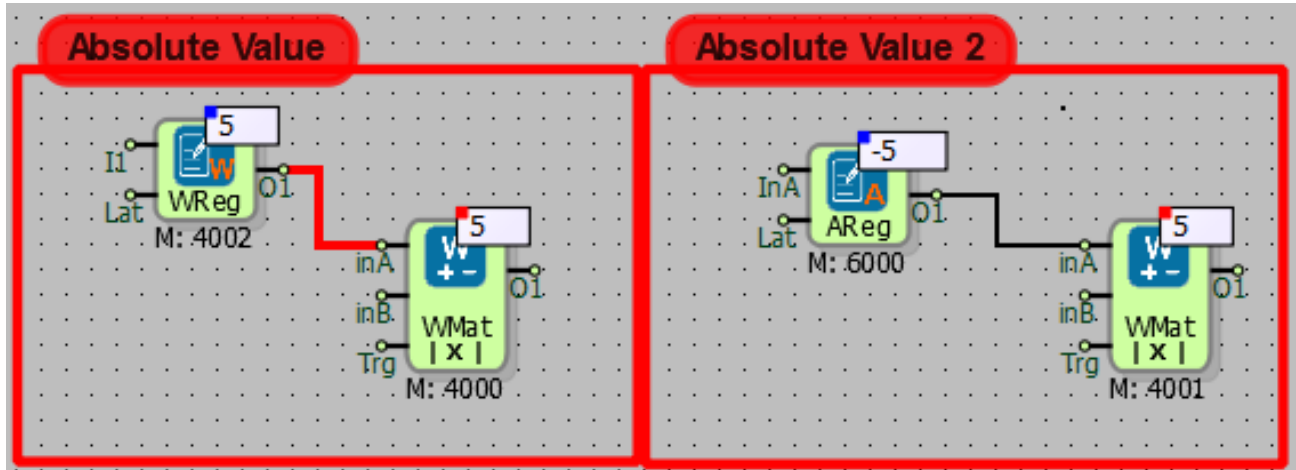 Absolute Value
5
I1
W
O1
Lat
WReg
M: 4002
5
W
inA
+ -
O1
inB
WMat
Trg
| x |
M: 4000
Absolute Value 2
-5
InA
A
O1
Lat
AReg
M: 6000
5
W
inA
+ -
O1
inB
WMat
Trg
| x |
M: 4001